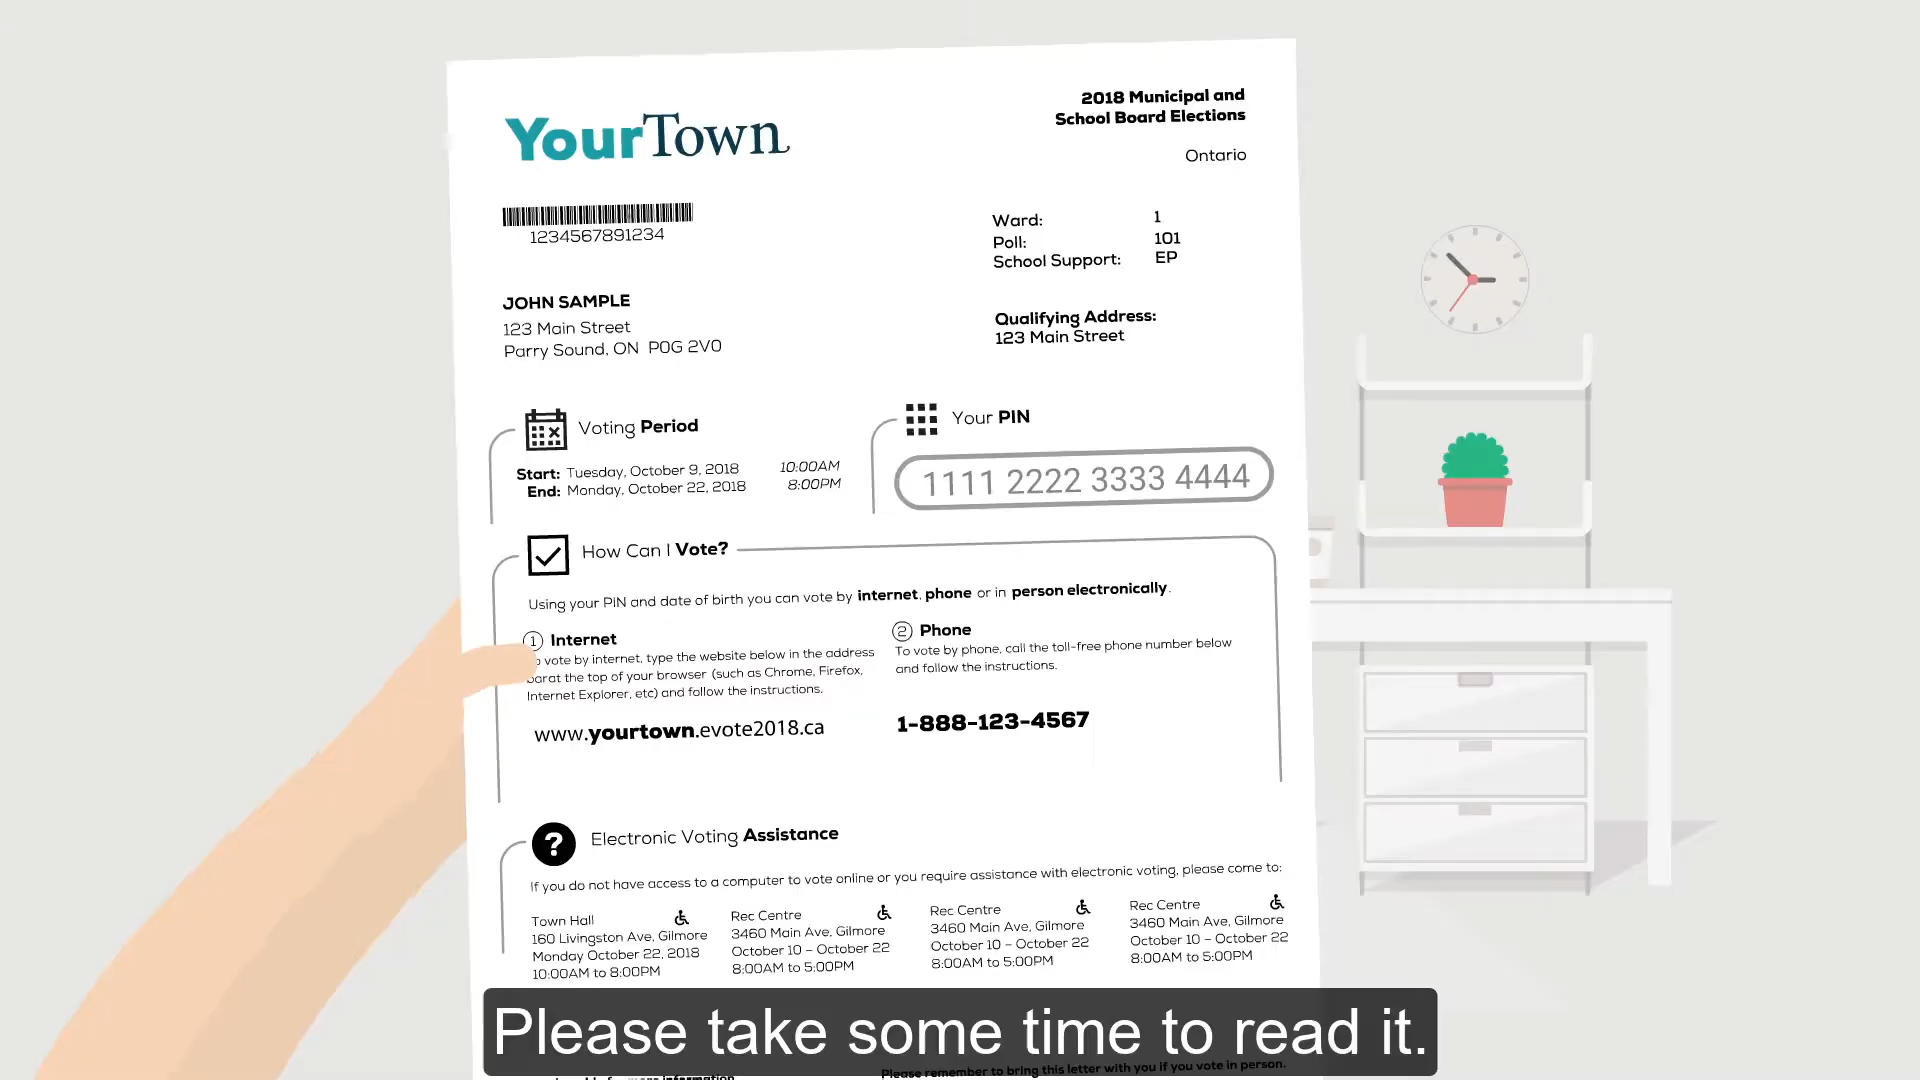 YourTown
2018 Municipal and
School Board Elections
Ontario
1234567891234
Ward: 1
Poll: 101
School Support: EP
JOHN SAMPLE
123 Main Street
Parry Sound, ON P0G 2V0
Qualifying Address:
123 Main Street
Voting Period
Start: Tuesday, October 9, 2018 10:00AM
End: Monday, October 22, 2018 8:00PM
Your PIN
1111 2222 3333 4444
How Can I Vote?
Using your PIN and date of birth you can vote by internet, phone or in person electronically.
1 Internet
vote by internet, type the website below in the address
barat the top of your browser (such as Chrome, Firefox,
Internet Explorer, etc) and follow the instructions.
www.yourtown.evote2018.ca
2 Phone
To vote by phone, call the toll-free phone number below
and follow the instructions.
1-888-123-4567
? Electronic Voting Assistance
If you do not have access to a computer to vote online or you require assistance with electronic voting, please come to:
Town Hall
160 Livingston Ave, Gilmore
Monday October 22, 2018
10:00AM to 8:00PM
Rec Centre
3460 Main Ave, Gilmore
October 10 – October 22
8:00AM to 5:00PM
Rec Centre
3460 Main Ave, Gilmore
October 10 – October 22
8:00AM to 5:00PM
Rec Centre
3460 Main Ave, Gilmore
October 10 – October 22
8:00AM to 5:00PM
Please take some time to read it.
Please remember to bring this letter with you if you vote in person.
information